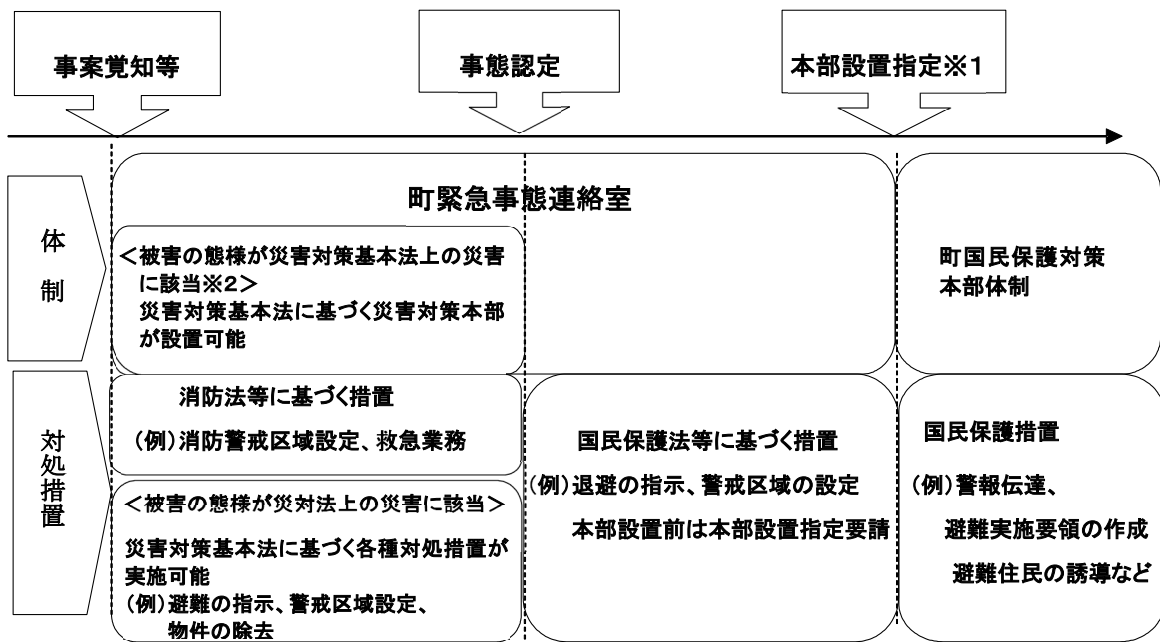 事案覚知等
事態認定
本部設置指定※1
体
制
町緊急事態連絡室
＜被害の態様が災害対策基本法上の災害
に該当※2＞
災害対策基本法に基づく災害対策本部
が設置可能
町国民保護対策
本部体制
対処措置
消防法等に基づく措置
(例)消防警戒区域設定、救急業務
＜被害の態様が災対法上の災害に該当＞
災害対策基本法に基づく各種対処措置が
実施可能
(例)避難の指示、警戒区域設定、
物件の除去
国民保護法等に基づく措置
(例)退避の指示、警戒区域の設定
本部設置前は本部設置指定要請
国民保護措置
(例)警報伝達、
避難実施要領の作成
避難住民の誘導など